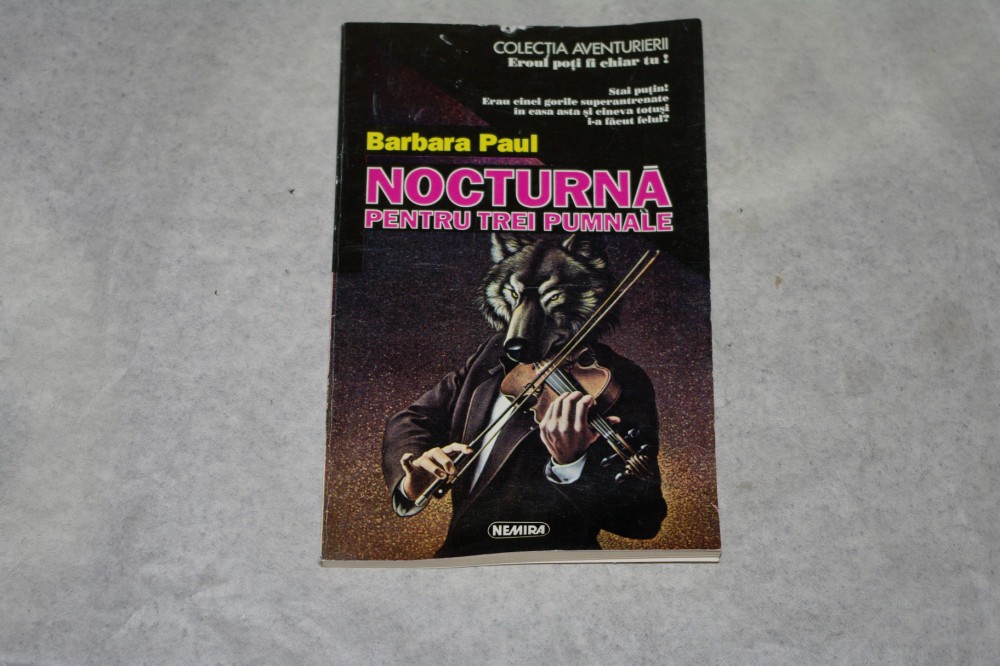 COLECȚIA AVENTURIERII
Eroul poți fi chiar tu !
Stai puțin!
Erau cinci gorile superantrenate
în casa asta și cineva totuși
i-a făcut felul?
Barbara Paul
NOCTURNĂ
PENTRU TREI PUMNALE
NEMIRA